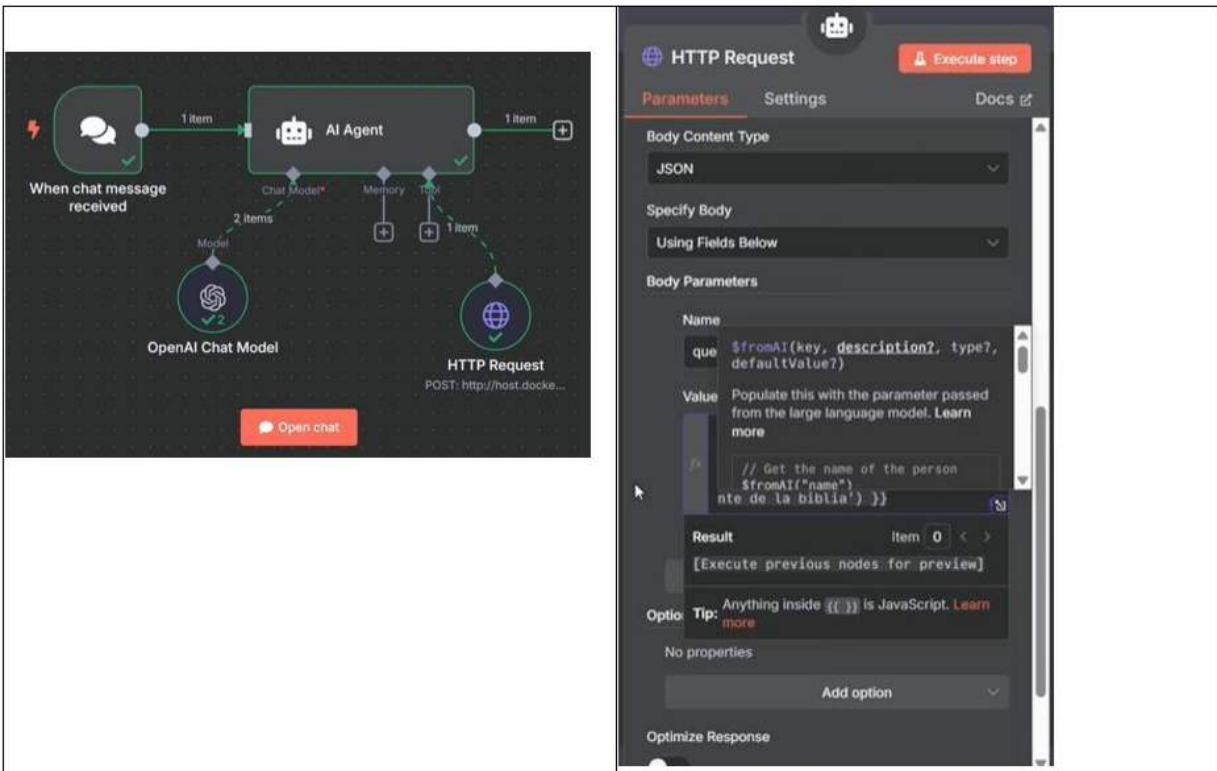 1 item
AI Agent
1 item
When chat message
received
Chat Model*
Memory
Tool
2 items
1 item
Model
2
OpenAI Chat Model
HTTP Request
POST: http://host.docke...
Open chat
HTTP Request
Execute step
Parameters
Settings
Docs
Body Content Type
JSON
Specify Body
Using Fields Below
Body Parameters
Name
que
$fromAI(key, description?, type?,
defaultValue?)
Populate this with the parameter passed
from the large language model. Learn
more
Value
fx
// Get the name of the person
$fromAI("name")
nte de la biblia') }}
Result
Item 0
[Execute previous nodes for preview]
Optio
Tip: Anything inside {{ }} is JavaScript. Learn
more
No properties
Add option
Optimize Response